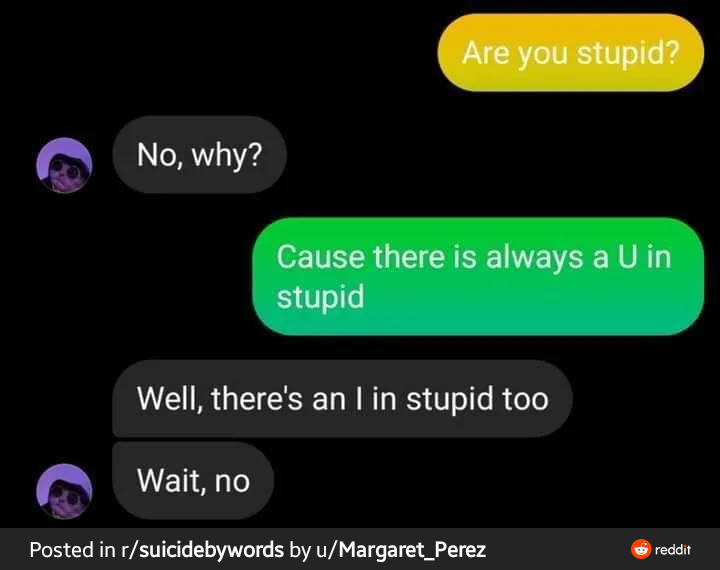 Are you stupid?
No, why?
Cause there is always a U in
stupid
Well, there's an I in stupid too
Wait, no
Posted in r/suicidebywords by u/Margaret_Perez
reddit